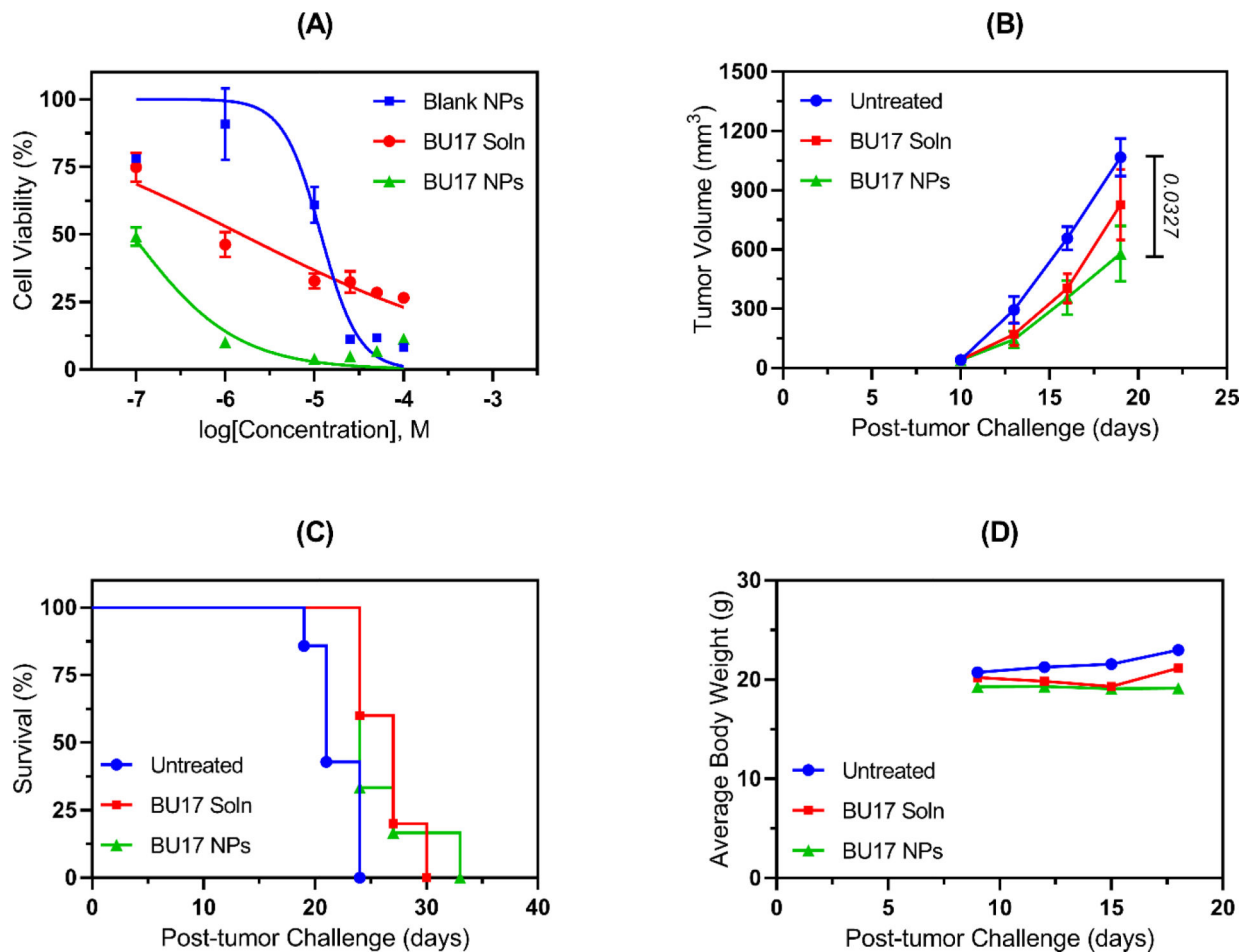 (A)
Cell Viability (%)
100
75
50
25
0
-7
-6
-5
-4
-3
log[Concentration], M
Blank NPs
BU17 Soln
BU17 NPs
(B)
Tumor Volume (mm³)
1500
1200
900
600
300
0
0
5
10
15
20
25
Post-tumor Challenge (days)
Untreated
BU17 Soln
BU17 NPs
0.0327
(C)
Survival (%)
100
75
50
25
0
0
10
20
30
40
Post-tumor Challenge (days)
Untreated
BU17 Soln
BU17 NPs
(D)
Average Body Weight (g)
30
20
10
0
0
5
10
15
20
Post-tumor Challenge (days)
Untreated
BU17 Soln
BU17 NPs